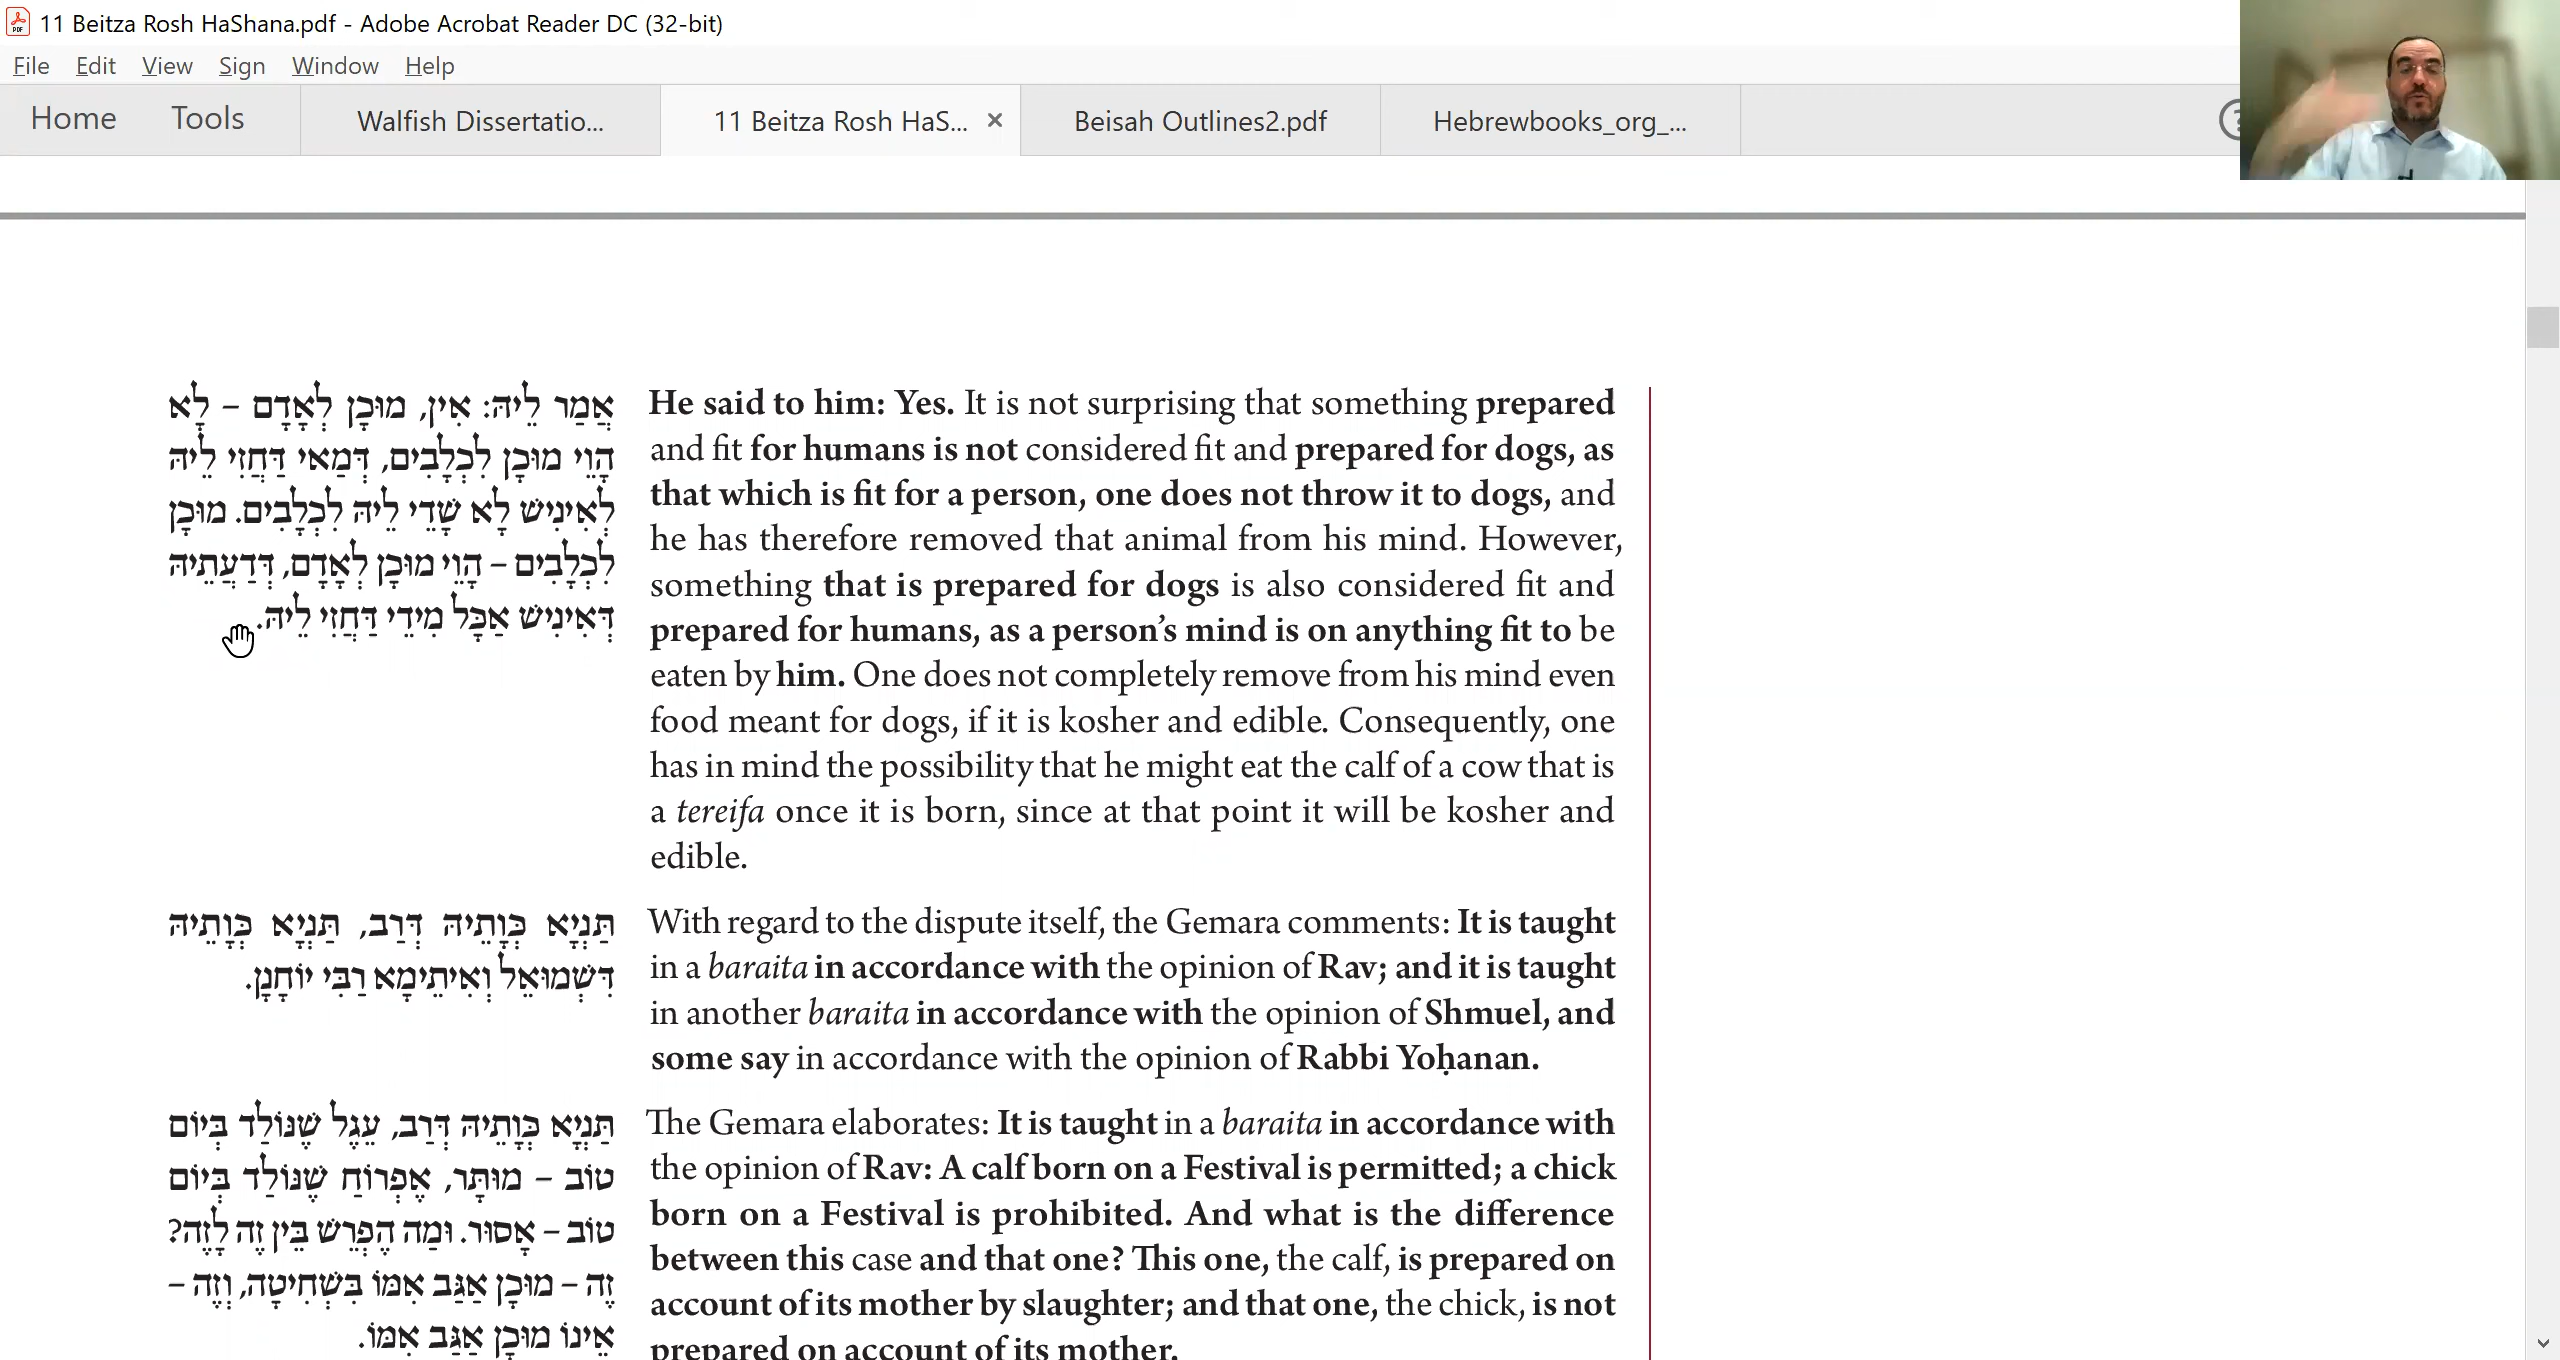 11 Beitza Rosh HaShana.pdf - Adobe Acrobat Reader DC (32-bit)
File Edit View Sign Window Help
Home Tools Walfish Dissertatio... 11 Beitza Rosh HaS... × Beisah Outlines2.pdf Hebrewbooks_org_...
אֲמַר לֵיהּ: אִין, מוּכָן לְאָדָם – לָא
הָוֵי מוּכָן לִכְלָבִים, דְּמַאי דַּחֲזִי לֵיהּ
לְאִינִישׁ לָא שָׁדֵי לֵיהּ לִכְלָבִים. מוּכָן
לִכְלָבִים – הָוֵי מוּכָן לְאָדָם, דְּדַעְתֵּיהּ
דְּאִינִישׁ אַכׇּל מִידֵי דַּחֲזִי לֵיהּ.
He said to him: Yes. It is not surprising that something prepared
and fit for humans is not considered fit and prepared for dogs, as
that which is fit for a person, one does not throw it to dogs, and
he has therefore removed that animal from his mind. However,
something that is prepared for dogs is also considered fit and
prepared for humans, as a person's mind is on anything fit to be
eaten by him. One does not completely remove from his mind even
food meant for dogs, if it is kosher and edible. Consequently, one
has in mind the possibility that he might eat the calf of a cow that is
a tereifa once it is born, since at that point it will be kosher and
edible.
תַּנְיָא כְּוָתֵיהּ דְּרַב, תַּנְיָא כְּוָתֵיהּ
דִּשְׁמוּאֵל וְאִיתֵימָא רַבִּי יוֹחָנָן.
With regard to the dispute itself, the Gemara comments: It is taught
in a baraita in accordance with the opinion of Rav; and it is taught
in another baraita in accordance with the opinion of Shmuel, and
some say in accordance with the opinion of Rabbi Yoḥanan.
תַּנְיָא כְּוָתֵיהּ דְּרַב, עֵגֶל שֶׁנּוֹלַד בְּיוֹם
טוֹב – מוּתָּר, אֶפְרוֹחַ שֶׁנּוֹלַד בְּיוֹם
טוֹב – אָסוּר. וּמַה הֶפְרֵשׁ בֵּין זֶה לָזֶה?
זֶה – מוּכָן אַגַּב אִמּוֹ בִּשְׁחִיטָה, וְזֶה –
אֵינוֹ מוּכָן אַגַּב אִמּוֹ.
The Gemara elaborates: It is taught in a baraita in accordance with
the opinion of Rav: A calf born on a Festival is permitted; a chick
born on a Festival is prohibited. And what is the difference
between this case and that one? This one, the calf, is prepared on
account of its mother by slaughter; and that one, the chick, is not
prepared on account of its mother.